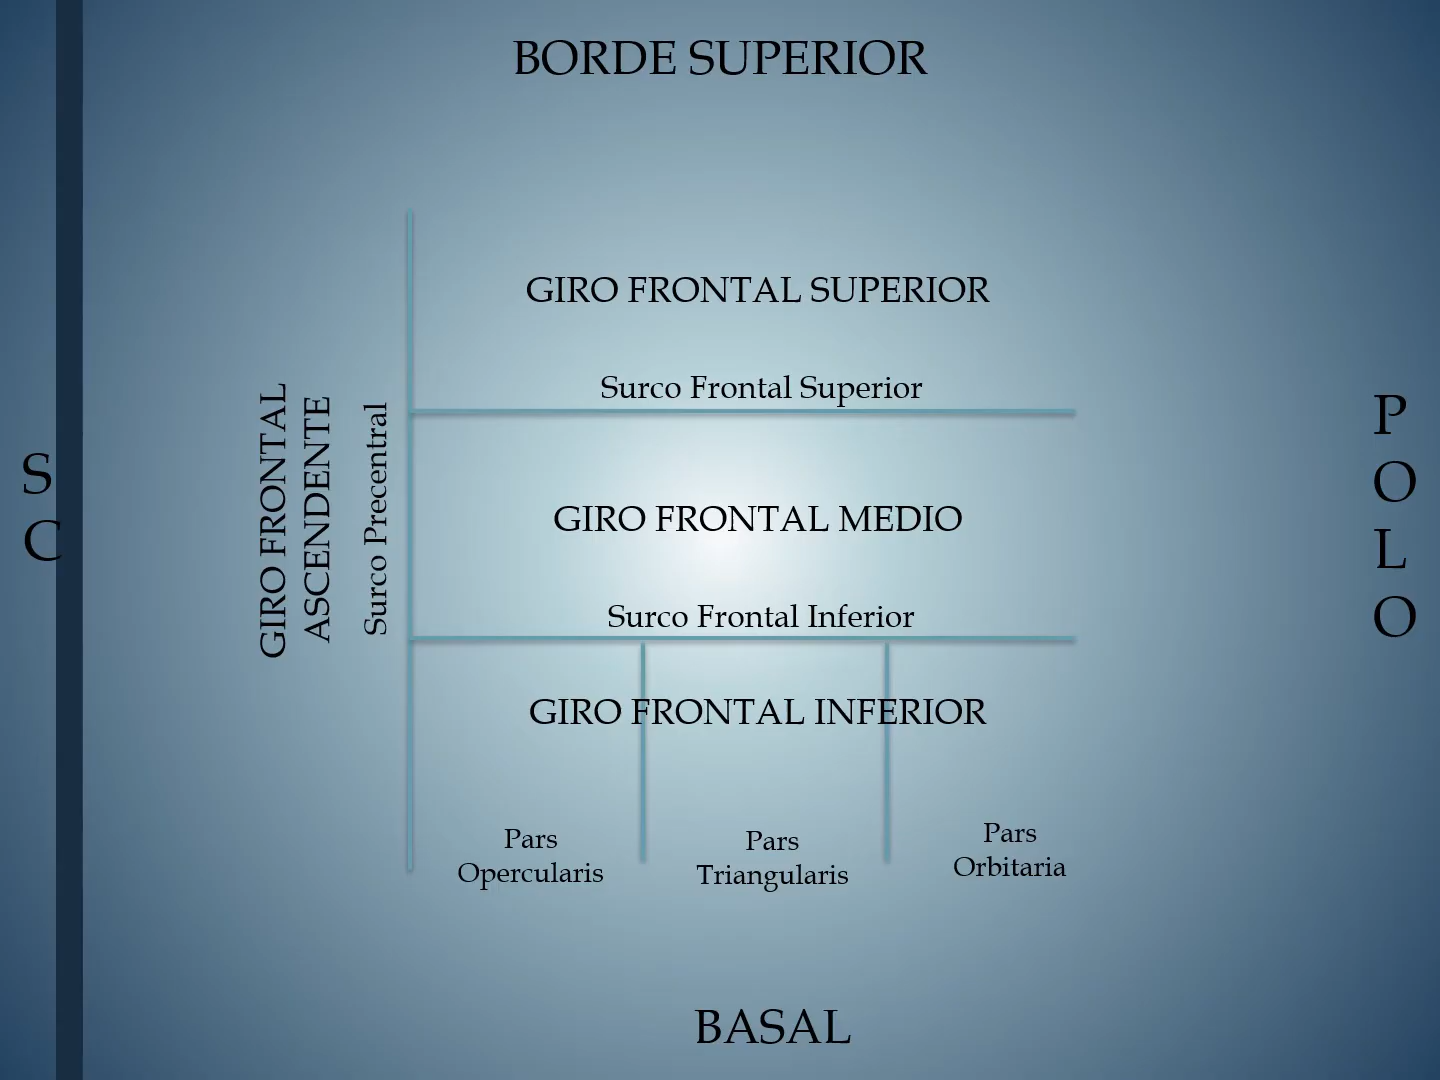 BORDE SUPERIOR
GIRO FRONTAL SUPERIOR
Surco Frontal Superior
GIRO FRONTAL
ASCENDENTE
Surco Precentral
S
C
P
O
L
O
GIRO FRONTAL MEDIO
Surco Frontal Inferior
GIRO FRONTAL INFERIOR
Pars
Opercularis
Pars
Triangularis
Pars
Orbitaria
BASAL